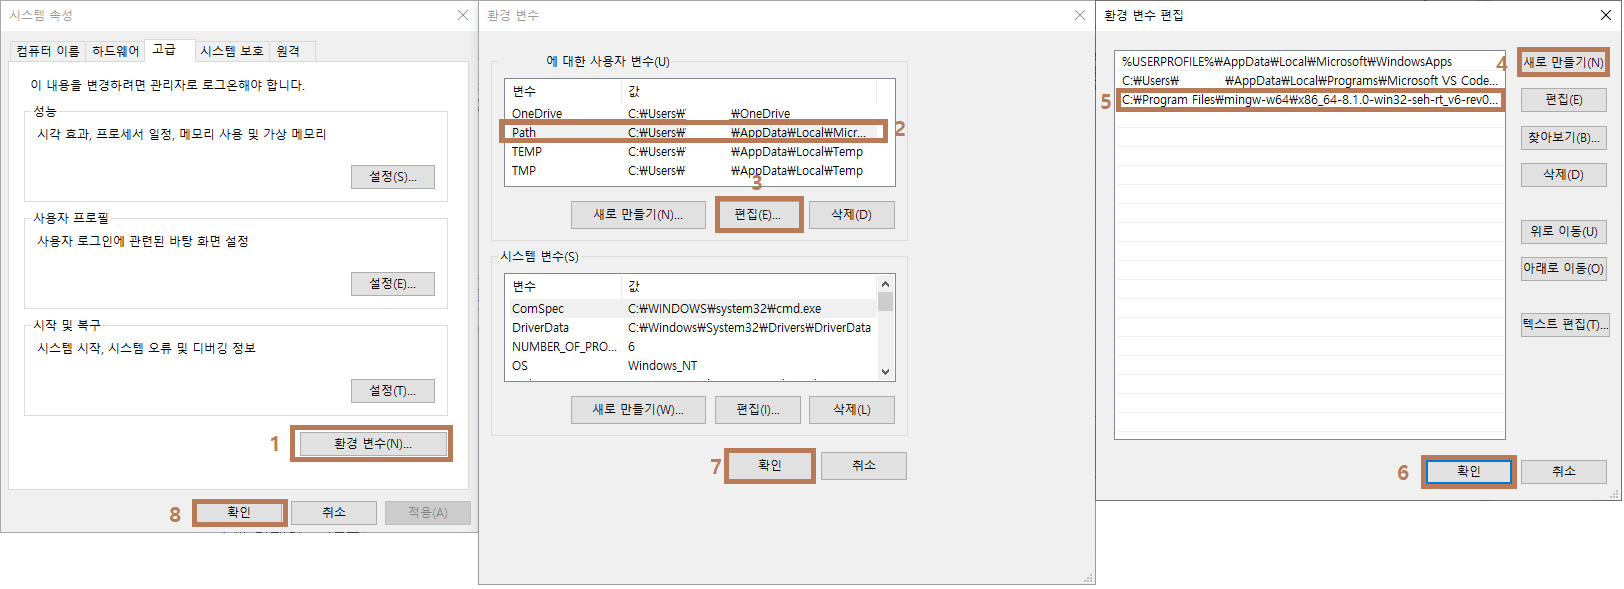 시스템 속성
컴퓨터 이름 하드웨어 고급 시스템 보호 원격
이 내용을 변경하려면 관리자로 로그온해야 합니다.
성능
시각 효과, 프로세서 일정, 메모리 사용 및 가상 메모리
설정(S)...
사용자 프로필
사용자 로그인에 관련된 바탕 화면 설정
설정(E)...
시작 및 복구
시스템 시작, 시스템 오류 및 디버깅 정보
설정(T)...
1 환경 변수(N)...
8 확인 취소 적용(A)
환경 변수
에 대한 사용자 변수(U)
변수 값
OneDrive C:₩Users₩ ₩OneDrive
Path C:₩Users₩ ₩AppData₩Local₩Micr... 2
TEMP C:₩Users₩ ₩AppData₩Local₩Temp
TMP C:₩Users₩ ₩AppData₩Local₩Temp
3
새로 만들기(N)... 편집(E)... 삭제(D)
시스템 변수(S)
변수 값
ComSpec C:₩WINDOWS₩system32₩cmd.exe
DriverData C:₩Windows₩System32₩Drivers₩DriverData
NUMBER_OF_PRO... 6
OS Windows_NT
새로 만들기(W)... 편집(I)... 삭제(L)
7 확인 취소
환경 변수 편집
%USERPROFILE%₩AppData₩Local₩Microsoft₩WindowsApps
C:₩Users₩ ₩AppData₩Local₩Programs₩Microsoft VS Code...
5 C:₩Program Files₩mingw-w64₩x86_64-8.1.0-win32-seh-rt_v6-rev0...
4 새로 만들기(N)
편집(E)
찾아보기(B)...
삭제(D)
위로 이동(U)
아래로 이동(O)
텍스트 편집(T)...
6 확인 취소